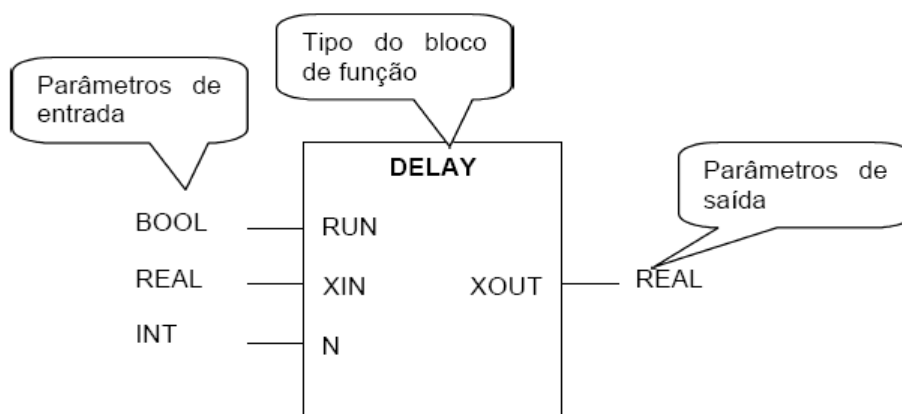 Tipo do bloco
de função
Parâmetros de
entrada
DELAY
Parâmetros de
saída
BOOL
RUN
REAL
XIN
XOUT
REAL
INT
N